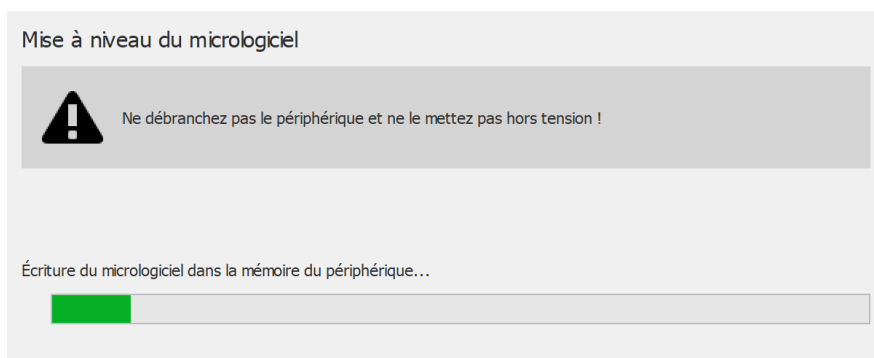 Mise à niveau du micrologiciel
Ne débranchez pas le périphérique et ne le mettez pas hors tension !
Écriture du micrologiciel dans la mémoire du périphérique...